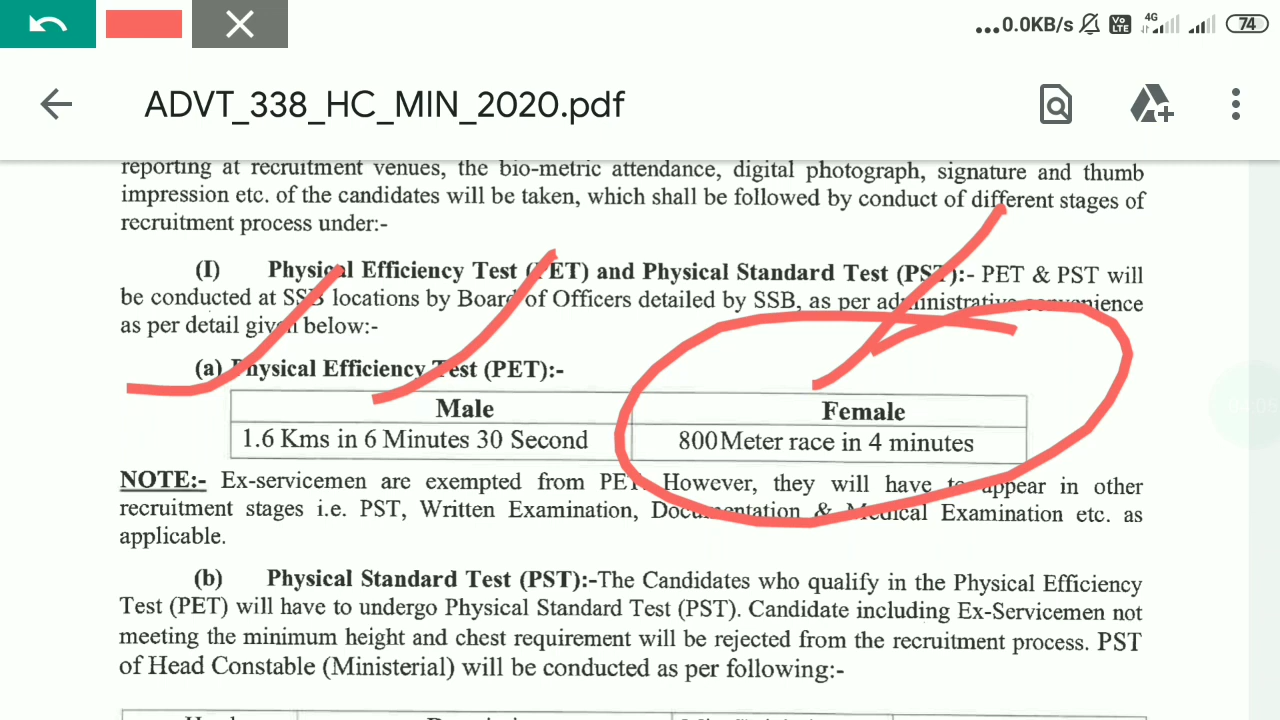 ...0.0KB/s Vo LTE 4G 74
ADVT_338_HC_MIN_2020.pdf
reporting at recruitment venues, the bio-metric attendance, digital photograph, signature and thumb
impression etc. of the candidates will be taken, which shall be followed by conduct of different stages of
recruitment process under:-
(I) Physical Efficiency Test (PET) and Physical Standard Test (PST):- PET & PST will
be conducted at SSB locations by Board of Officers detailed by SSB, as per administrative convenience
as per detail given below:-
(a) Physical Efficiency Test (PET):-
Male Female
1.6 Kms in 6 Minutes 30 Second 800Meter race in 4 minutes
NOTE:- Ex-servicemen are exempted from PET. However, they will have to appear in other
recruitment stages i.e. PST, Written Examination, Documentation & Medical Examination etc. as
applicable.
(b) Physical Standard Test (PST):-The Candidates who qualify in the Physical Efficiency
Test (PET) will have to undergo Physical Standard Test (PST). Candidate including Ex-Servicemen not
meeting the minimum height and chest requirement will be rejected from the recruitment process. PST
of Head Constable (Ministerial) will be conducted as per following:-